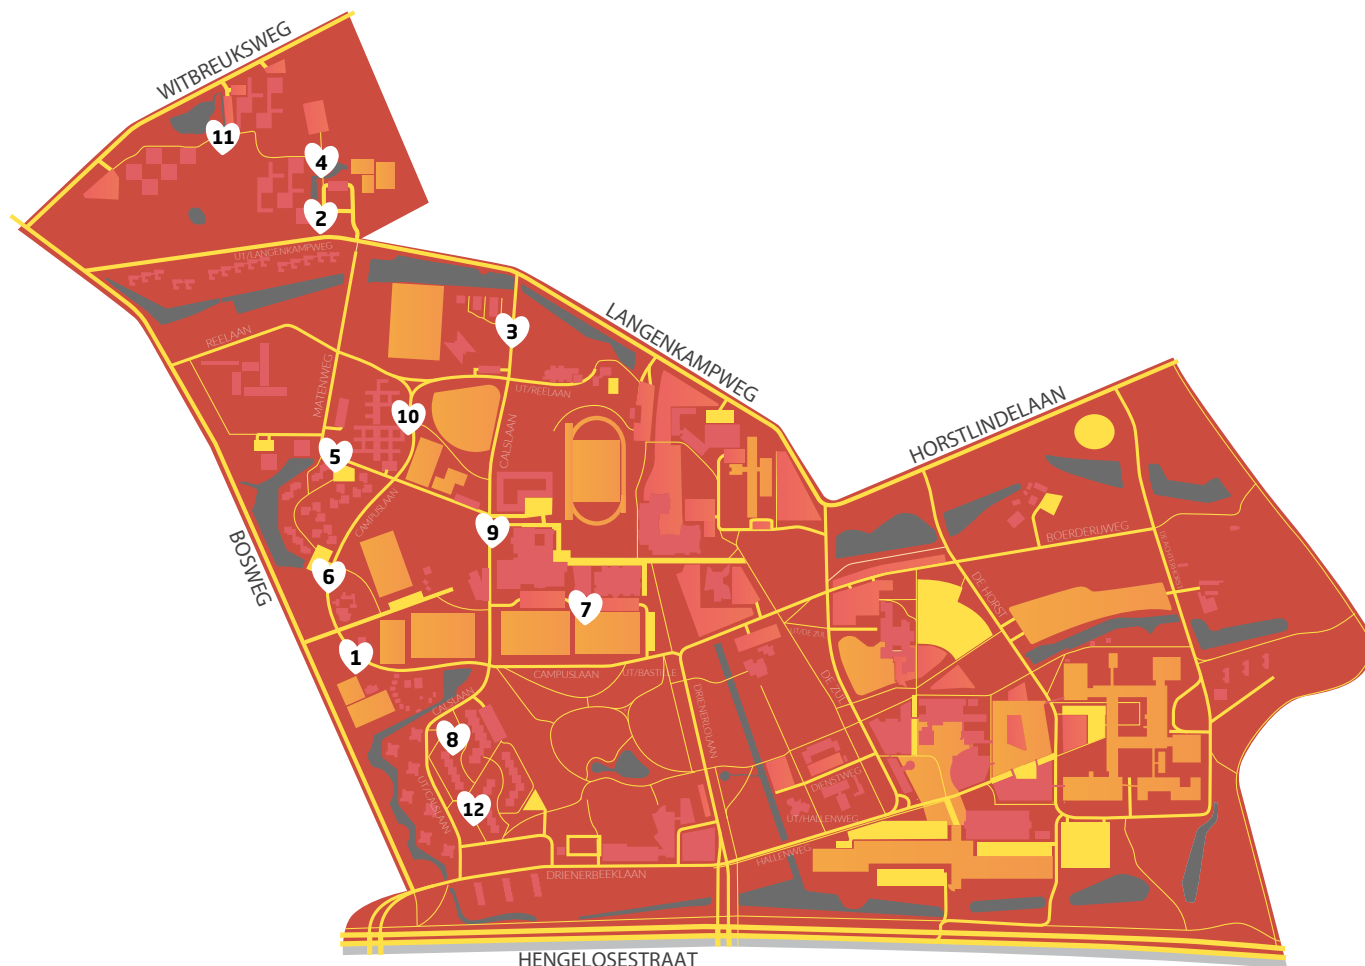 WITBREUKSWEG
11
4
2
UT/LANGENKAMPWEG
LANGENKAMPWEG
3
REELAAN
MATENWEG
UT/REELAAN
10
CALSLAAN
HORSTLINDELAAN
5
CAMPUSLAAN
9
BOERDERIJWEG
BOSWEG
6
DE HORST
7
UT/DE ZUL
1
CAMPUSLAAN
UT/BASTILLE
DE ZUL
CALSLAAN
DRIENERLOLAAN
8
UT/CALSLAAN
DIENSTWEG
12
UT/HALLENWEG
HALLENWEG
DRIENERBEEKLAAN
HENGELOSESTRAAT